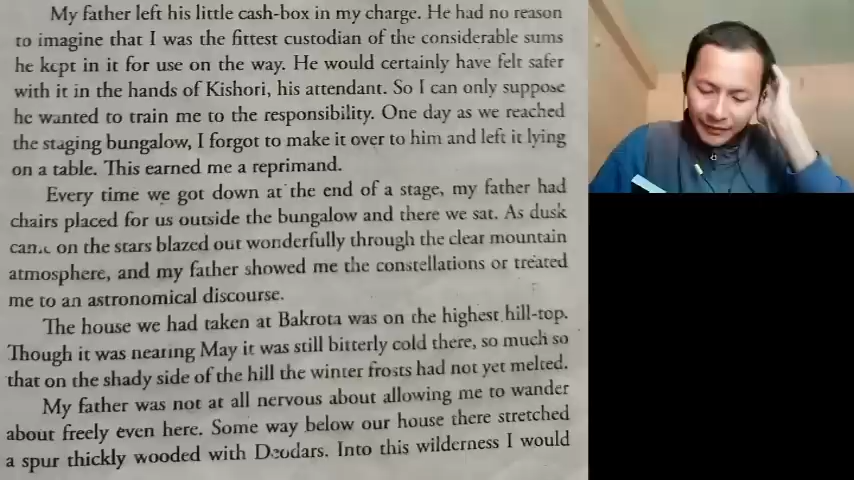 My father left his little cash-box in my charge. He had no reason
to imagine that I was the fittest custodian of the considerable sums
he kept in it for use on the way. He would certainly have felt safer
with it in the hands of Kishori, his attendant. So I can only suppose
he wanted to train me to the responsibility. One day as we reached
the staging bungalow, I forgot to make it over to him and left it lying
on a table. This earned me a reprimand.
Every time we got down at the end of a stage, my father had
chairs placed for us outside the bungalow and there we sat. As dusk
came on the stars blazed out wonderfully through the clear mountain
atmosphere, and my father showed me the constellations or treated
me to an astronomical discourse.
The house we had taken at Bakrota was on the highest hill-top.
Though it was nearing May it was still bitterly cold there, so much so
that on the shady side of the hill the winter frosts had not yet melted.
My father was not at all nervous about allowing me to wander
about freely even here. Some way below our house there stretched
a spur thickly wooded with Deodars. Into this wilderness I would